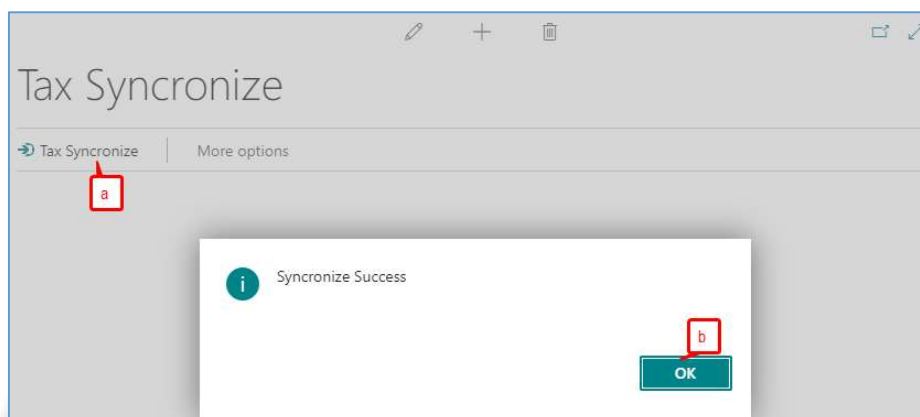 Tax Syncronize
Tax Syncronize More options
a
Syncronize Success
b
OK